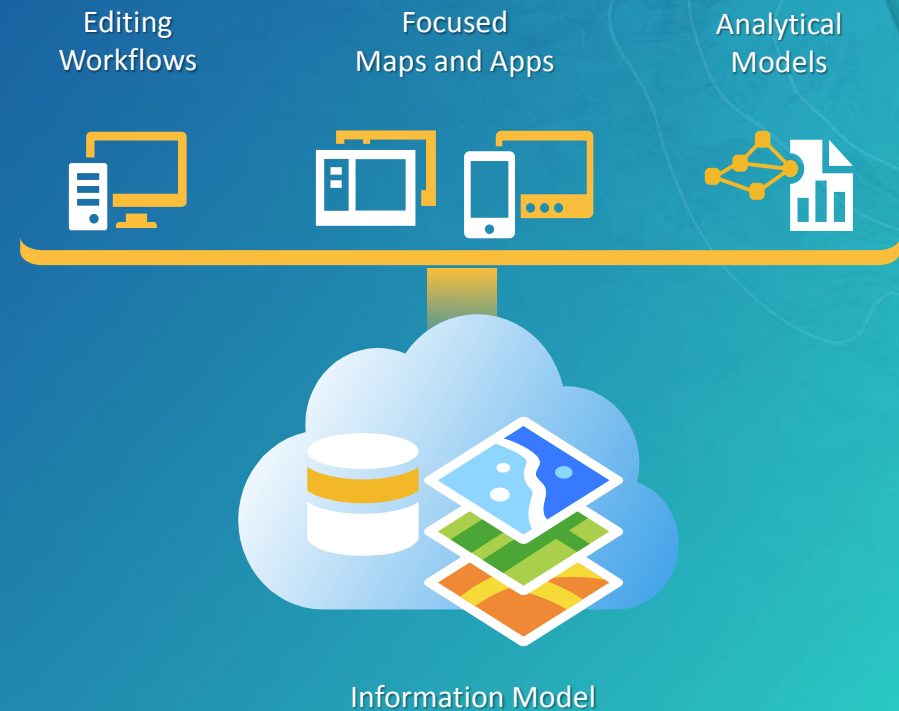 Editing
Workflows
Focused
Maps and Apps
Analytical
Models
Information Model